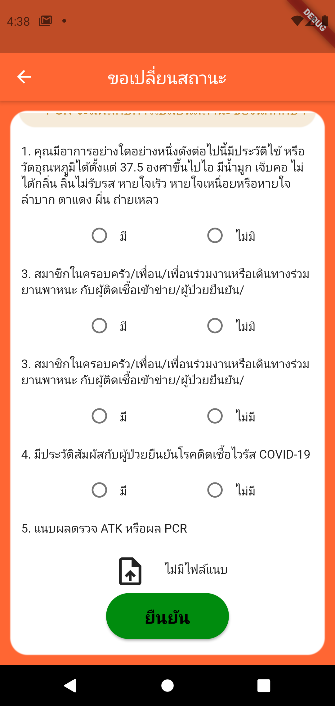 4:38
DEBUG
ขอเปลี่ยนสถานะ
1. คุณมีอาการอย่างใดอย่างหนึ่งดังต่อไปนี้มีประวัติไข้ หรือ
วัดอุณหภูมิได้ตั้งแต่ 37.5 องศาขึ้นไปไอ มีน้ำมูก เจ็บคอ ไม่
ได้กลิ่น ลิ้นไม่รับรส หายใจเร็ว หายใจเหนื่อยหรือหายใจ
ลำบาก ตาแดง ผื่น ถ่ายเหลว
มี ไม่มี
3. สมาชิกในครอบครัว/เพื่อน/เพื่อนร่วมงานหรือเดินทางร่วม
ยานพาหนะ กับผู้ติดเชื้อเข้าข่าย/ผู้ป่วยยืนยัน/
มี ไม่มี
3. สมาชิกในครอบครัว/เพื่อน/เพื่อนร่วมงานหรือเดินทางร่วม
ยานพาหนะ กับผู้ติดเชื้อเข้าข่าย/ผู้ป่วยยืนยัน/
มี ไม่มี
4. มีประวัติสัมผัสกับผู้ป่วยยืนยันโรคติดเชื้อไวรัส COVID-19
มี ไม่มี
5. แนบผลตรวจ ATK หรือผล PCR
ไม่มีไฟล์แนบ
ยืนยัน